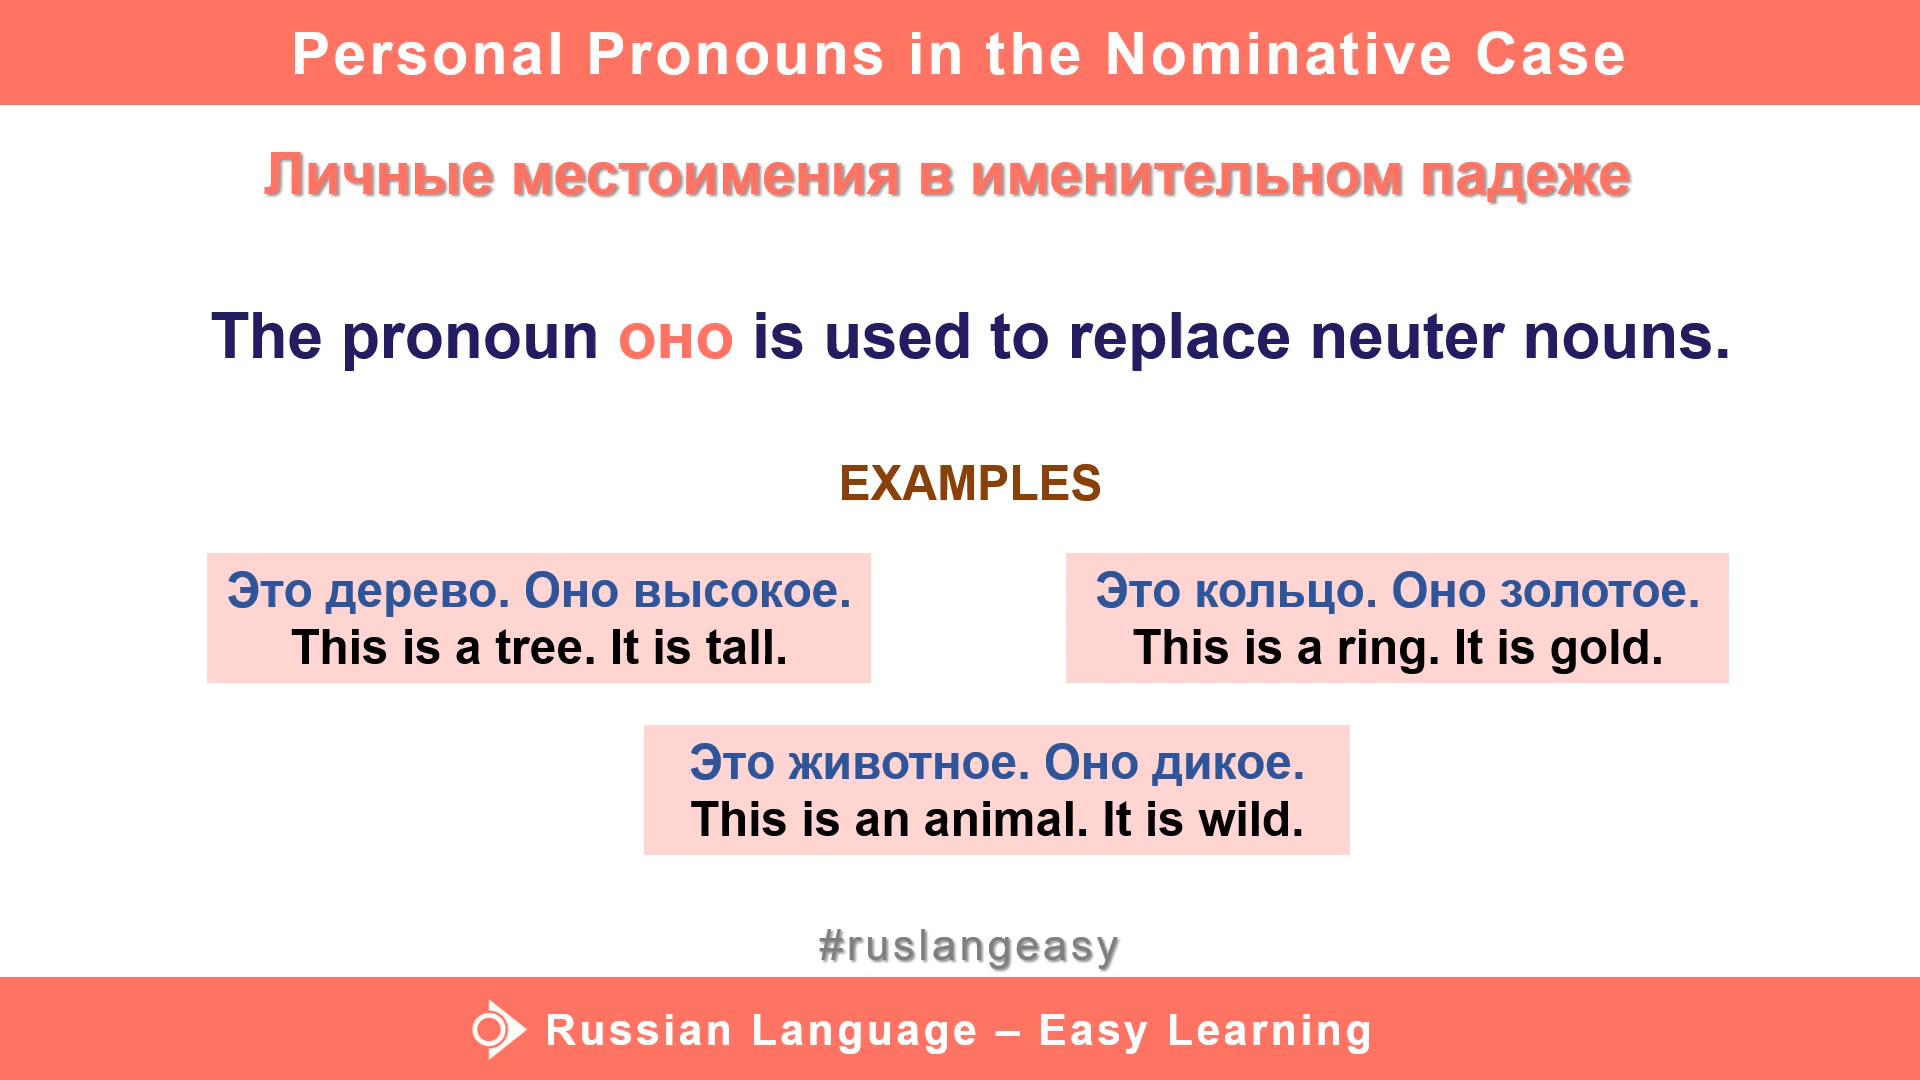 Personal Pronouns in the Nominative Case
Личные местоимения в именительном падеже
The pronoun оно is used to replace neuter nouns.
EXAMPLES
Это дерево. Оно высокое.
This is a tree. It is tall.
Это кольцо. Оно золотое.
This is a ring. It is gold.
Это животное. Оно дикое.
This is an animal. It is wild.
#ruslangeasy
Russian Language – Easy Learning